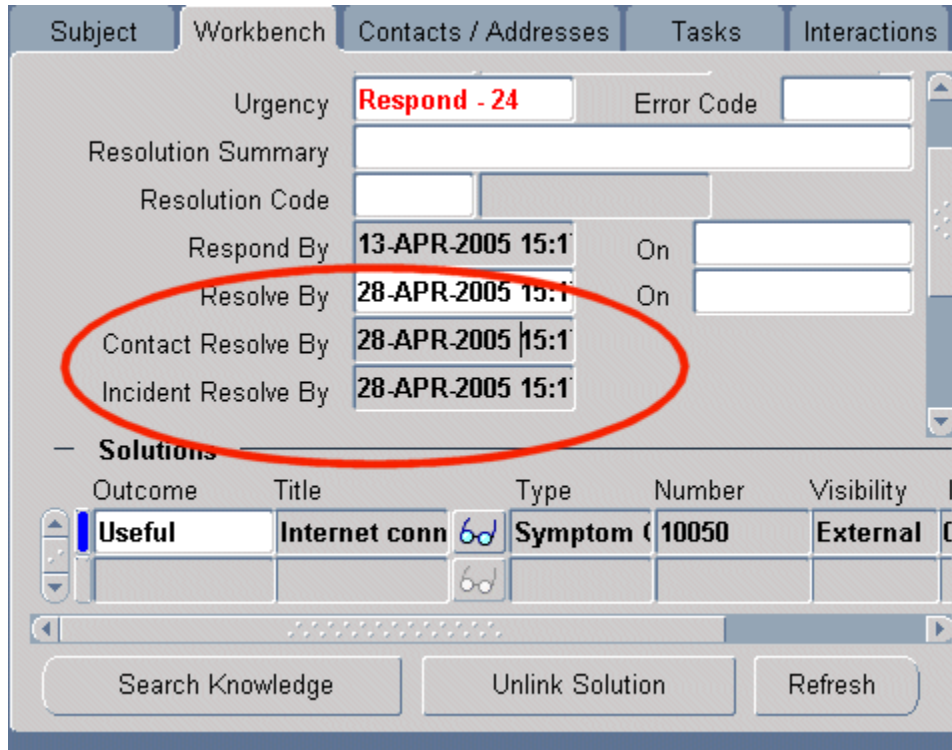 Subject Workbench Contacts / Addresses Tasks Interactions
Urgency Respond - 24 Error Code
Resolution Summary
Resolution Code
Respond By 13-APR-2005 15:1 On
Resolve By 28-APR-2005 15:1 On
Contact Resolve By 28-APR-2005 15:1
Incident Resolve By 28-APR-2005 15:1
Solutions
Outcome Title Type Number Visibility
Useful Internet conn Symptom 10050 External
Search Knowledge Unlink Solution Refresh